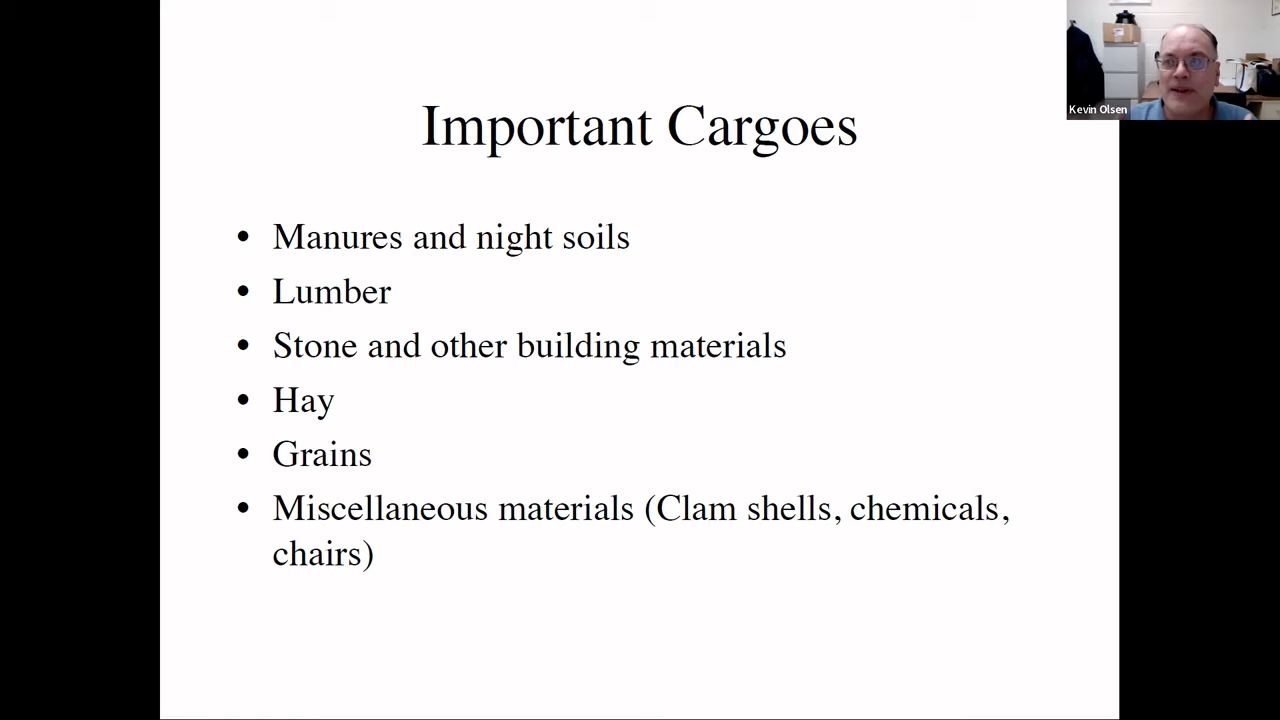 Important Cargoes
Kevin Olsen
• Manures and night soils
• Lumber
• Stone and other building materials
• Hay
• Grains
• Miscellaneous materials (Clam shells, chemicals,
chairs)